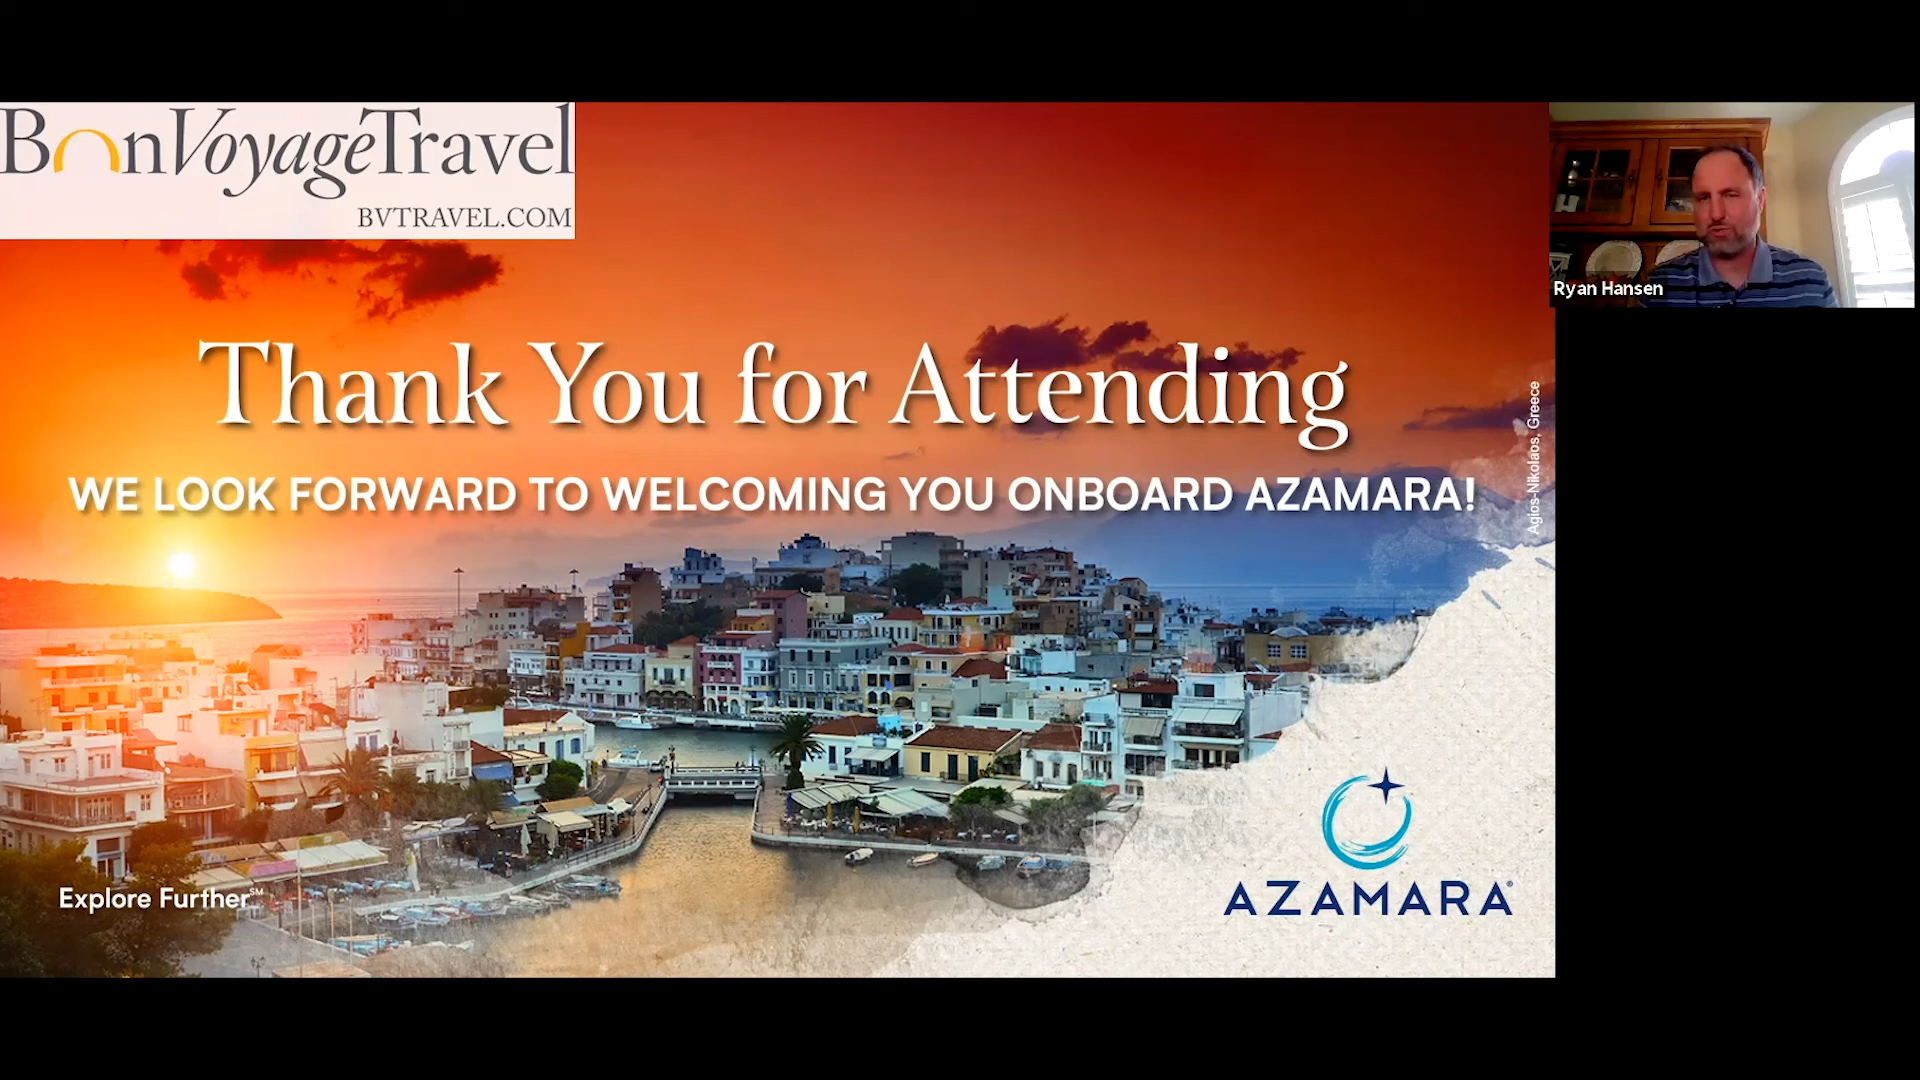 BonVoyageTravel
BVTRAVEL.COM
Ryan Hansen
Thank You for Attending
WE LOOK FORWARD TO WELCOMING YOU ONBOARD AZAMARA!
Agios-Nikolaos, Greece
Explore Further℠
AZAMARA®